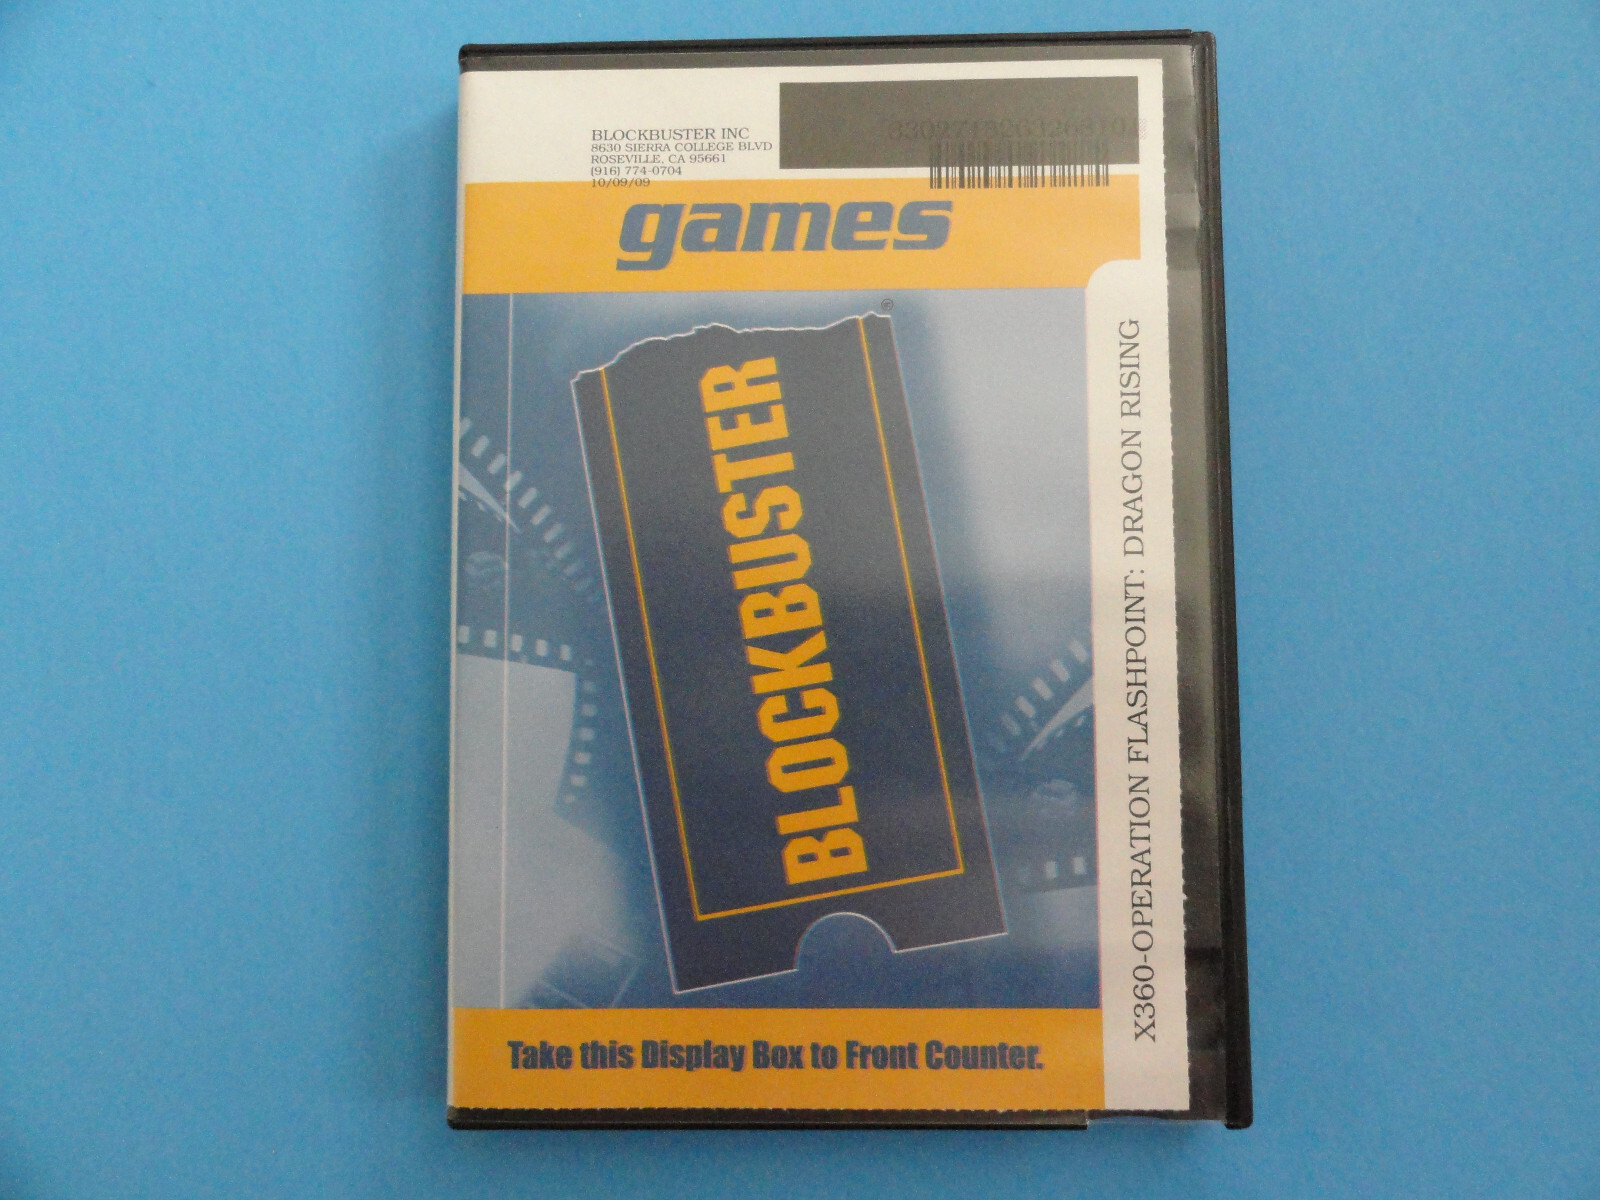 BLOCKBUSTER INC
8630 SIERRA COLLEGE BLVD
ROSEVILLE, CA 95661
(916) 774-0704
10/09/09
games
®
BLOCKBUSTER
X360-OPERATION FLASHPOINT: DRAGON RISING
Take this Display Box to Front Counter.